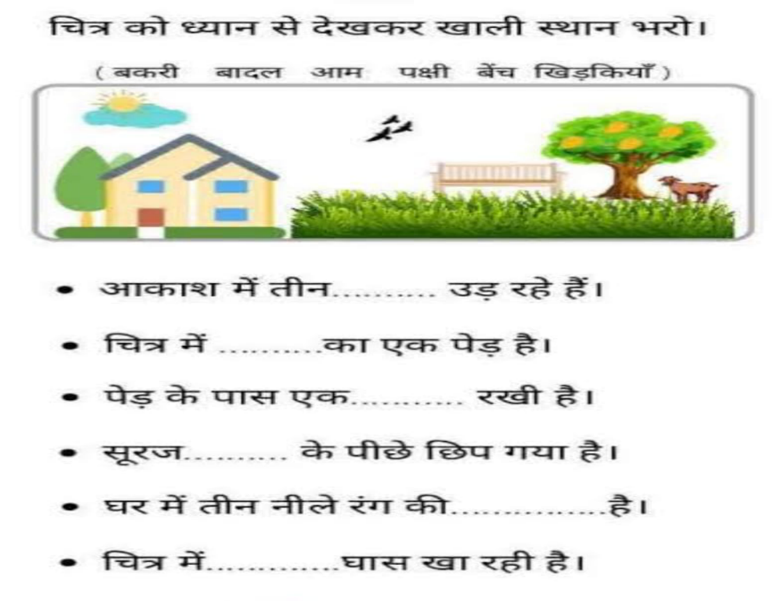 चित्र को ध्यान से देखकर खाली स्थान भरो।
( बकरी बादल आम पक्षी बेंच खिड़कियाँ )
• आकाश में तीन.......... उड़ रहे हैं।
• चित्र में ..........का एक पेड़ है।
• पेड़ के पास एक........... रखी है।
• सूरज.......... के पीछे छिप गया है।
• घर में तीन नीले रंग की...............है।
• चित्र में.............घास खा रही है।